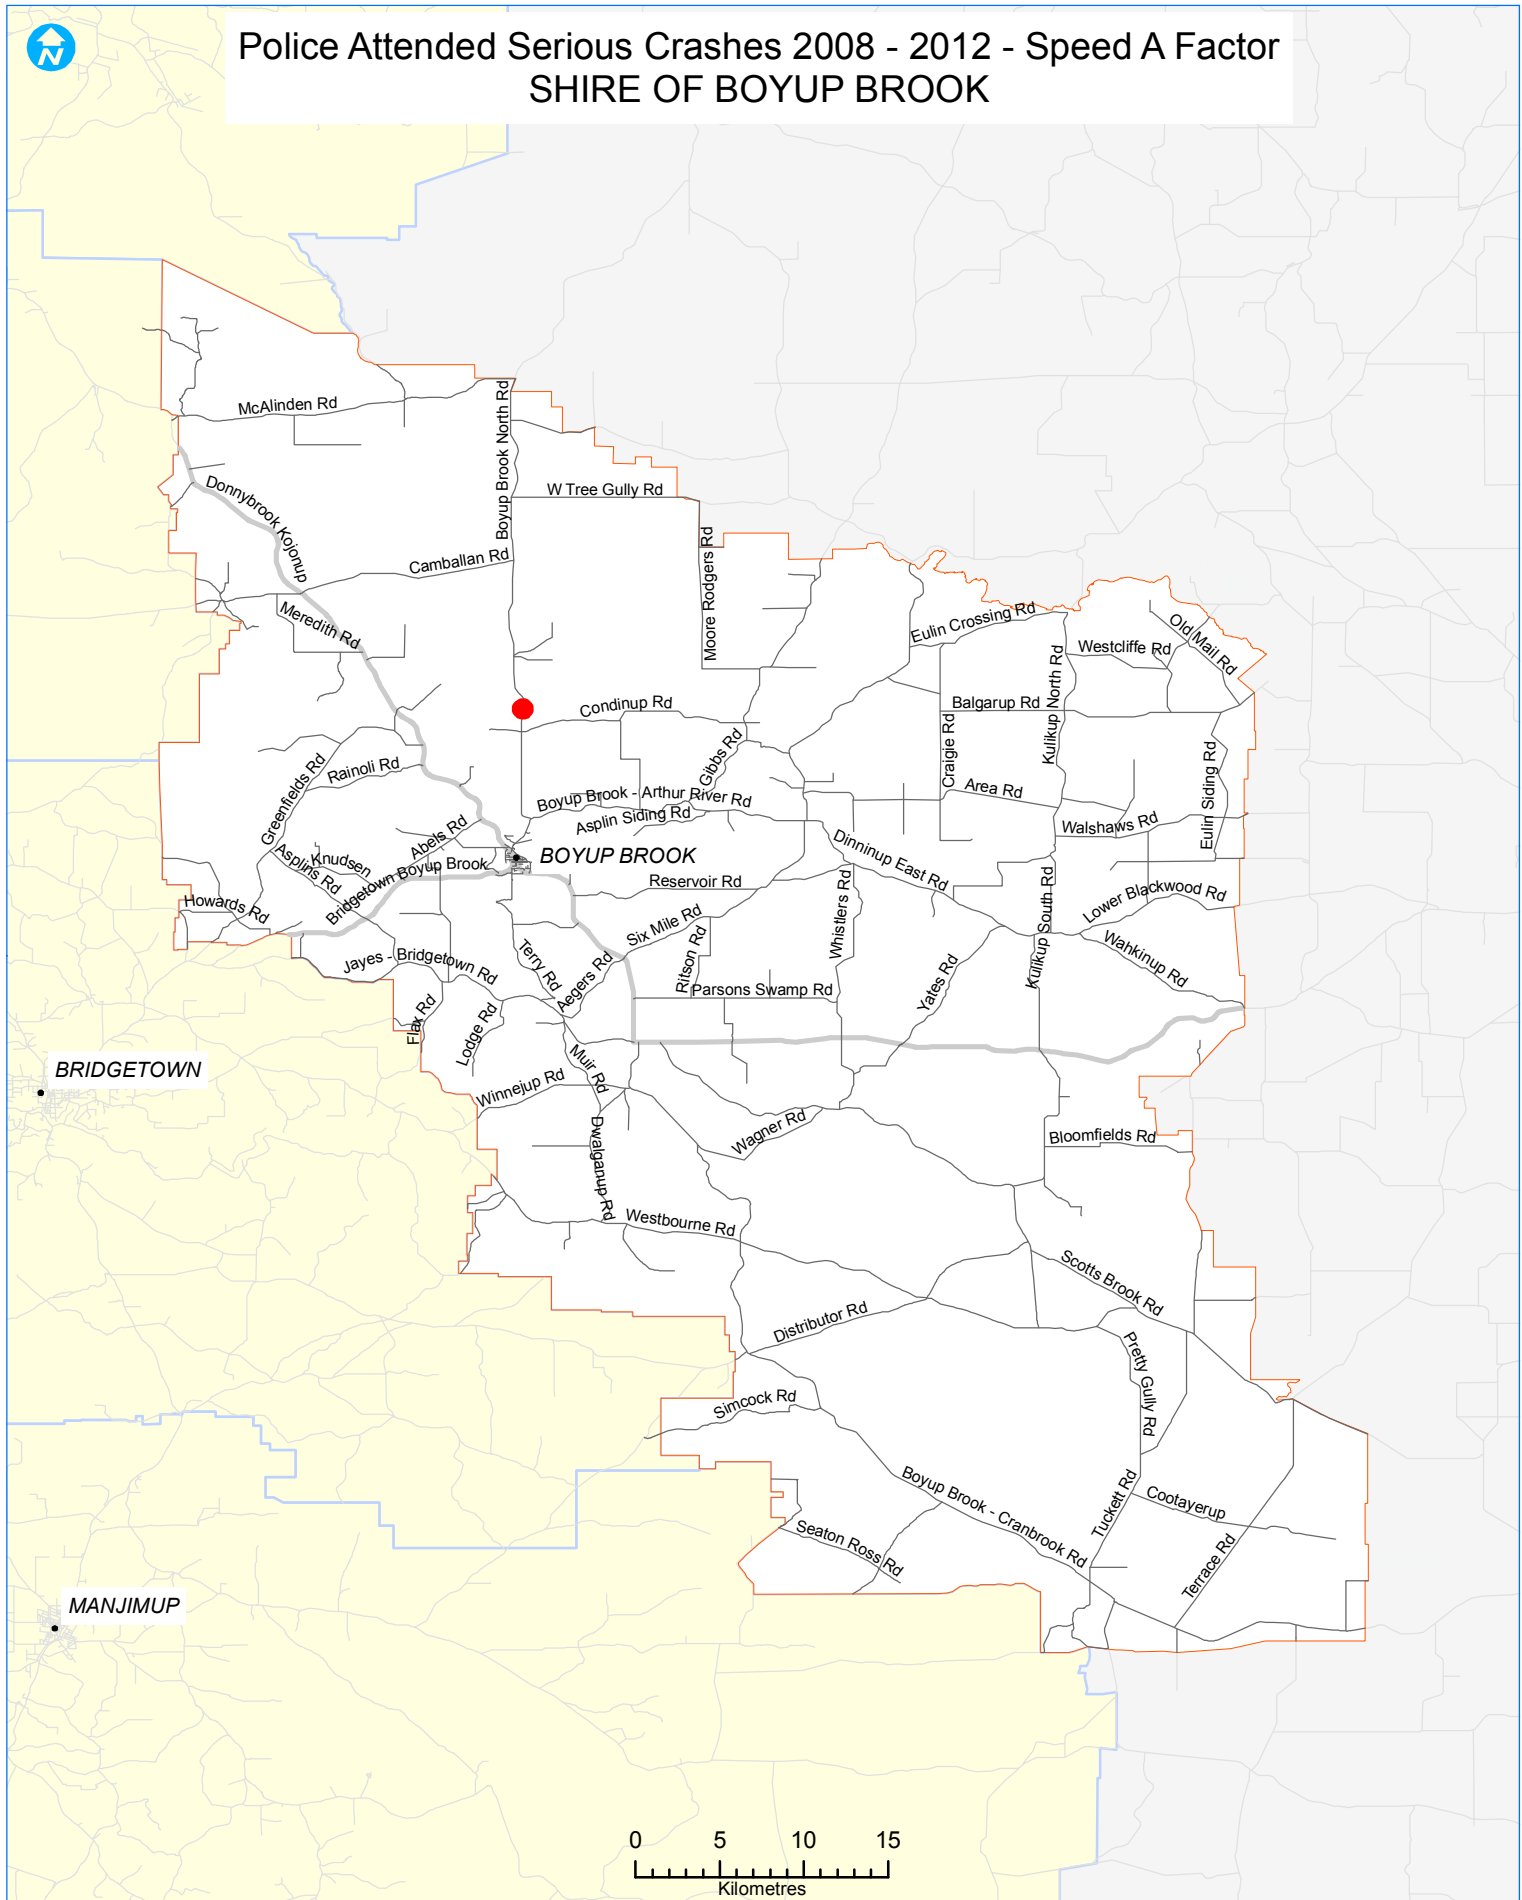 N
Police Attended Serious Crashes 2008 - 2012 - Speed A Factor
SHIRE OF BOYUP BROOK
McAlinden Rd
Boyup Brook North Rd
W Tree Gully Rd
Donnybrook Kojonup
Camballan Rd
Moore Rodgers Rd
Meredith Rd
Eulin Crossing Rd
Old Mail Rd
Westcliffe Rd
Kulikup North Rd
Condinup Rd
Balgarup Rd
Craigie Rd
Gibbs Rd
Eulin Siding Rd
Greenfields Rd
Rainoli Rd
Area Rd
Boyup Brook - Arthur River Rd
Asplin Siding Rd
Walshaws Rd
Abels Rd
Dinninup East Rd
BOYUP BROOK
Knudsen
Asplins Rd
Bridgetown Boyup Brook
Reservoir Rd
Whistlers Rd
Kulikup South Rd
Lower Blackwood Rd
Howards Rd
Six Mile Rd
Ritson Rd
Wahkinup Rd
Terry Rd
Jayes - Bridgetown Rd
Aegers Rd
Yates Rd
Parsons Swamp Rd
Flax Rd
Lodge Rd
BRIDGETOWN
Muir Rd
Winnejup Rd
Wagner Rd
Bloomfields Rd
Dwalganup Rd
Westbourne Rd
Scotts Brook Rd
Distributor Rd
Pretty Gully Rd
Simcock Rd
Boyup Brook - Cranbrook Rd
Tuckett Rd
Cootayerup
Seaton Ross Rd
Terrace Rd
MANJIMUP
0 5 10 15
Kilometres